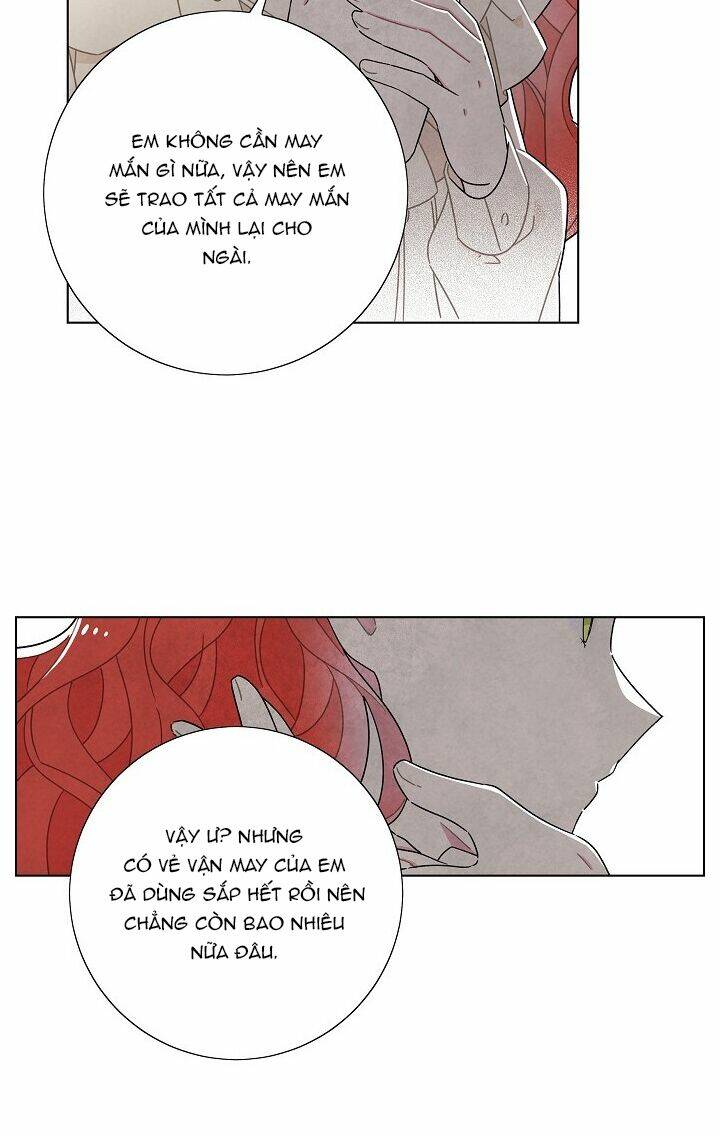 EM KHÔNG CẦN MAY
MẮN GÌ NỮA, VẬY NÊN EM
SẼ TRAO TẤT CẢ MAY MẮN
CỦA MÌNH LẠI CHO
NGÀI.
VẬY Ư? NHƯNG
CÓ VẺ VẬN MAY CỦA EM
ĐÃ DÙNG SẮP HẾT RỒI NÊN
CHẲNG CÒN BAO NHIÊU
NỮA ĐÂU.